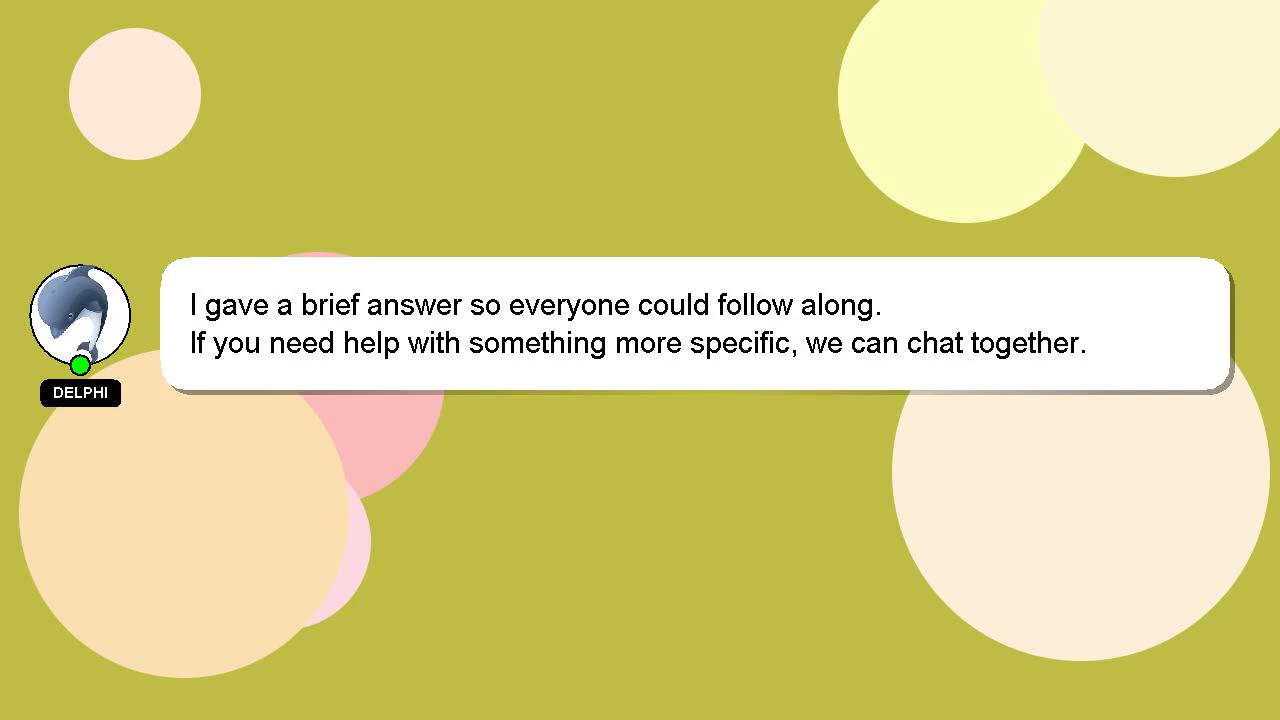 I gave a brief answer so everyone could follow along.
If you need help with something more specific, we can chat together.
DELPHI